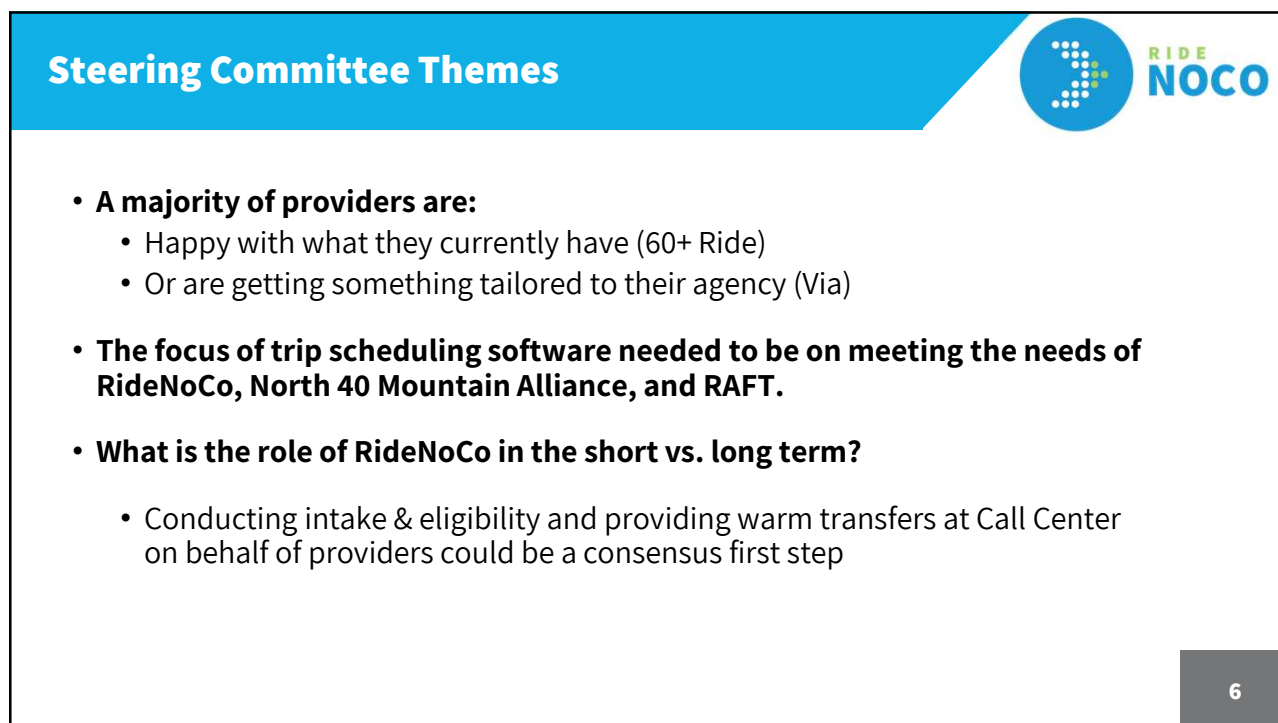 Steering Committee Themes
RIDE
NOCO
• A majority of providers are:
• Happy with what they currently have (60+ Ride)
• Or are getting something tailored to their agency (Via)
• The focus of trip scheduling software needed to be on meeting the needs of
RideNoCo, North 40 Mountain Alliance, and RAFT.
• What is the role of RideNoCo in the short vs. long term?
• Conducting intake & eligibility and providing warm transfers at Call Center
on behalf of providers could be a consensus first step
6